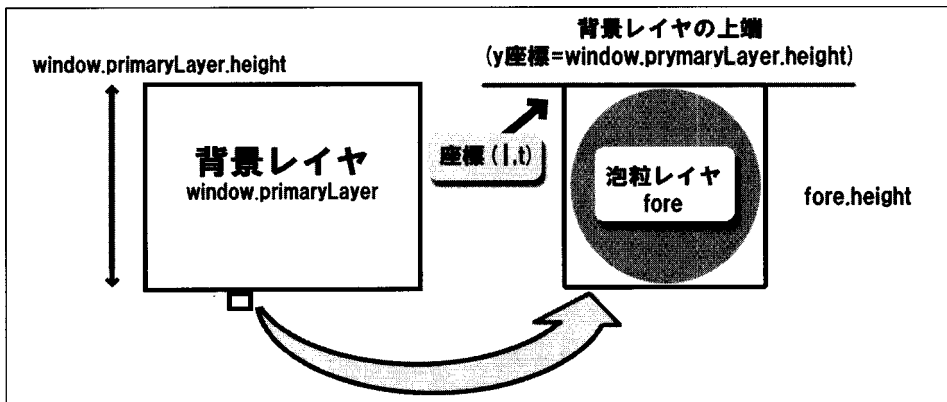 window.primaryLayer.height
背景レイヤ
window.primaryLayer
背景レイヤの上端
(y座標=window.prymaryLayer.height)
座標(l,t)
泡粒レイヤ
fore
fore.height